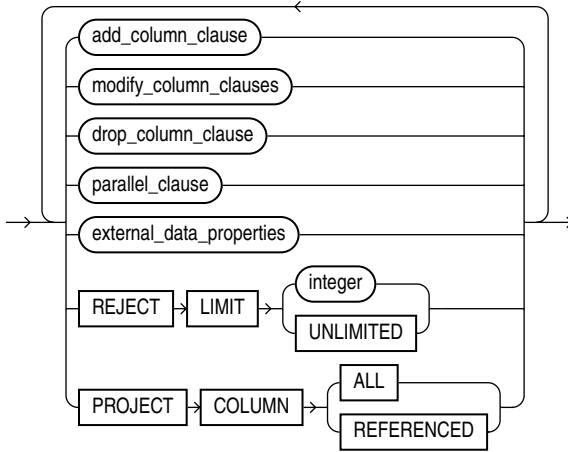 add_column_clause
modify_column_clauses
drop_column_clause
parallel_clause
external_data_properties
REJECT LIMIT integer
UNLIMITED
PROJECT COLUMN ALL
REFERENCED